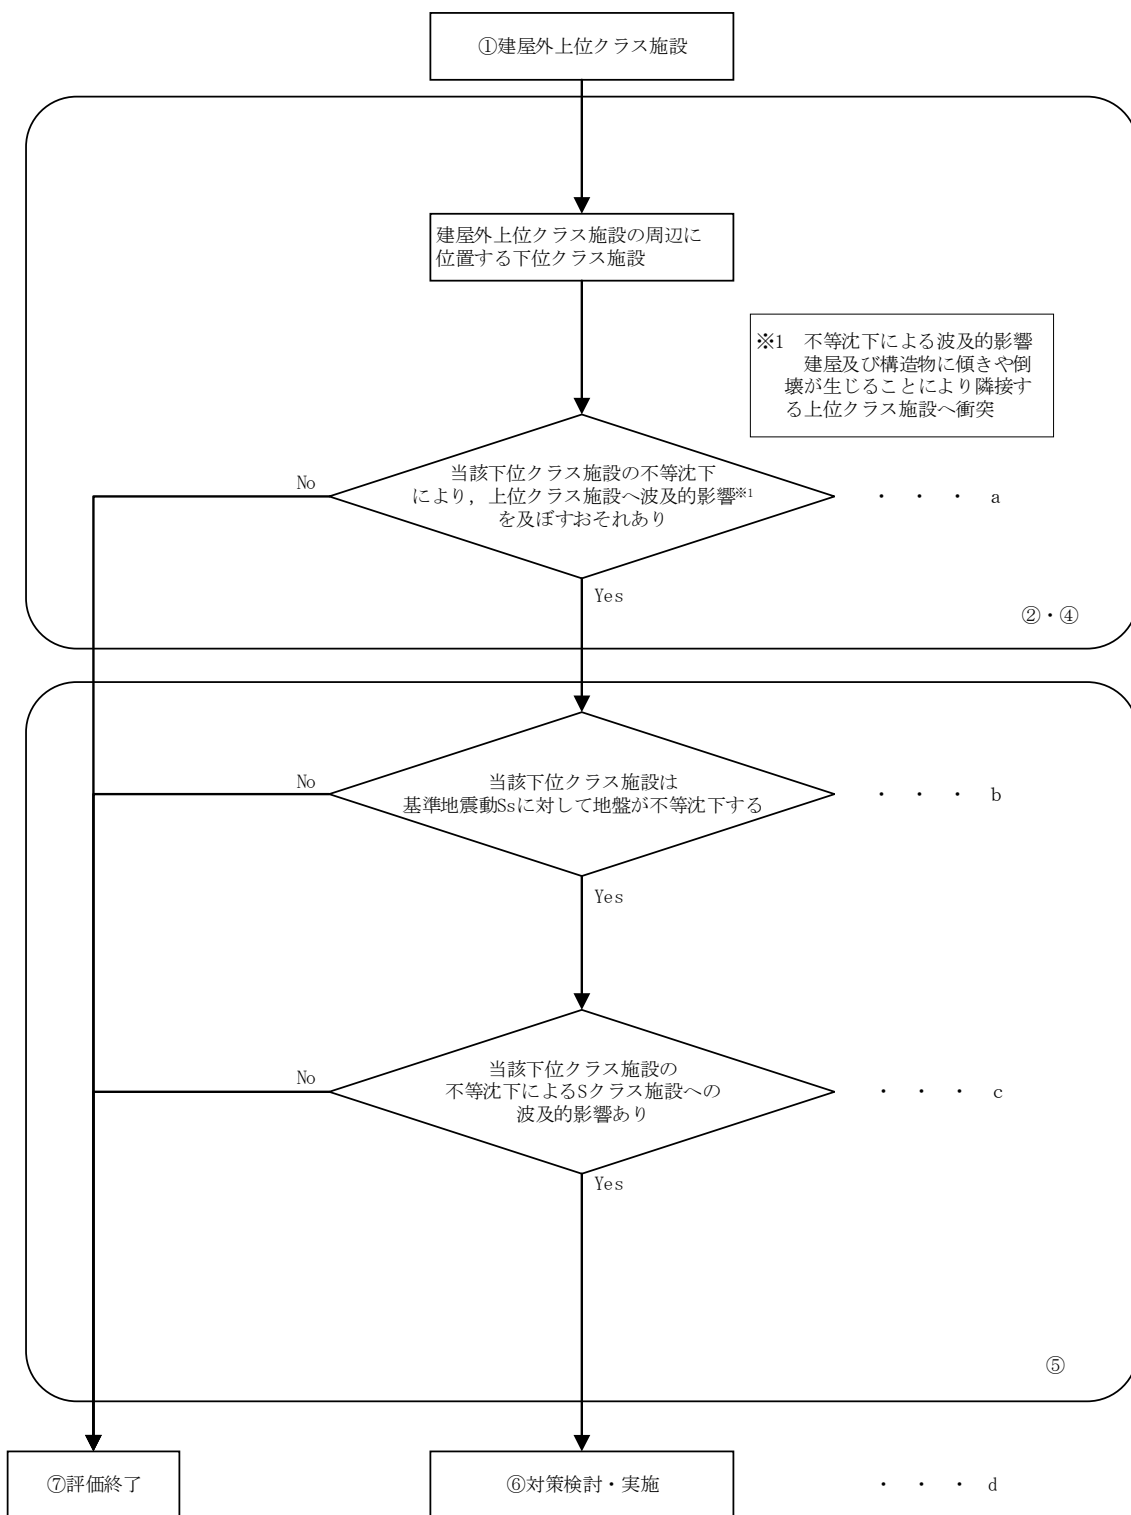 ①建屋外上位クラス施設
建屋外上位クラス施設の周辺に
位置する下位クラス施設
※1　不等沈下による波及的影響
建屋及び構造物に傾きや倒
壊が生じることにより隣接す
る上位クラス施設へ衝突
当該下位クラス施設の不等沈下
により，上位クラス施設へ波及的影響※1
を及ぼすおそれあり
No
・　・　・　a
Yes
②・④
当該下位クラス施設は
基準地震動Ssに対して地盤が不等沈下する
No
・　・　・　b
Yes
当該下位クラス施設の
不等沈下によるSクラス施設への
波及的影響あり
No
・　・　・　c
Yes
⑤
⑦評価終了
⑥対策検討・実施
・　・　・　d